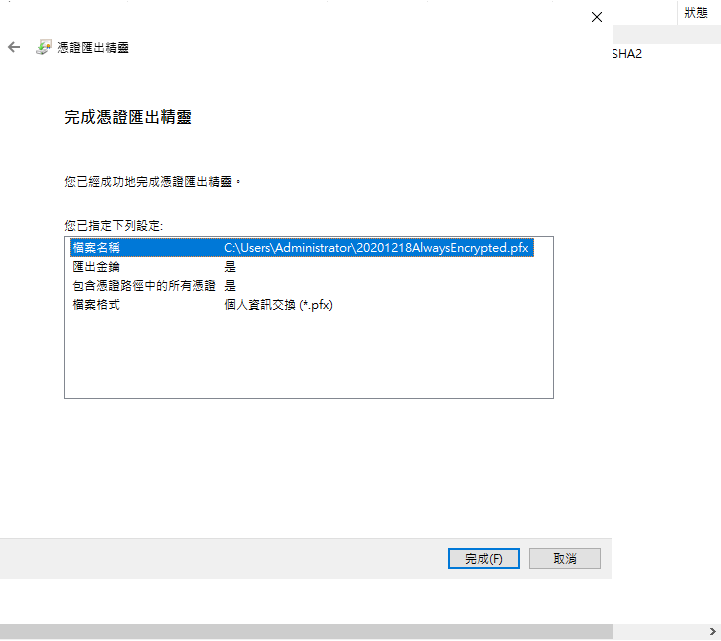 狀態
憑證匯出精靈
SHA2
完成憑證匯出精靈
您已經成功地完成憑證匯出精靈。
您已指定下列設定:
檔案名稱 C:\Users\Administrator\20201218AlwaysEncrypted.pfx
匯出金鑰 是
包含憑證路徑中的所有憑證 是
檔案格式 個人資訊交換 (*.pfx)
完成(F) 取消